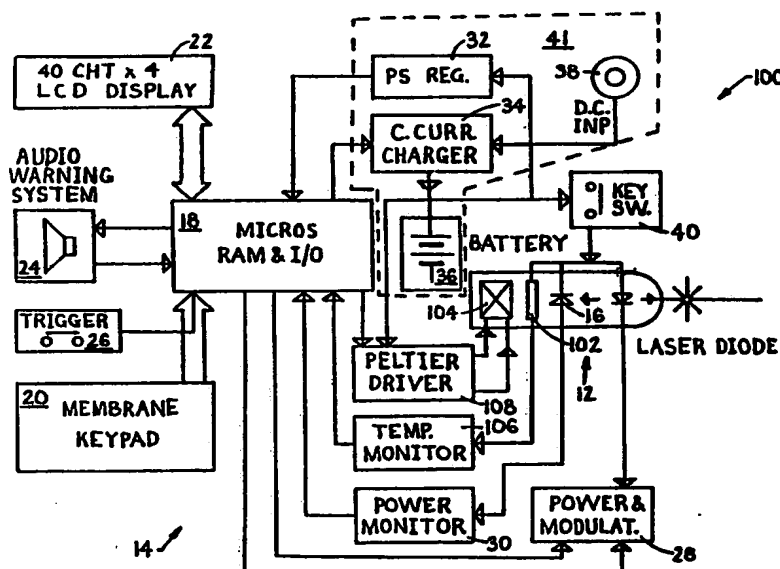 22
40 CHT x 4
LCD DISPLAY
32
PS REG.
41
38
D.C.
INP
100
34
C. CURR.
CHARGER
AUDIO
WARNING
SYSTEM
24
18
MICROS
RAM & I/O
36
BATTERY
KEY
SW.
40
TRIGGER
26
104
16
102
12
LASER DIODE
20
MEMBRANE
KEYPAD
PELTIER
DRIVER
108
TEMP.
MONITOR
106
POWER
MONITOR
30
POWER &
MODULAT.
28
14